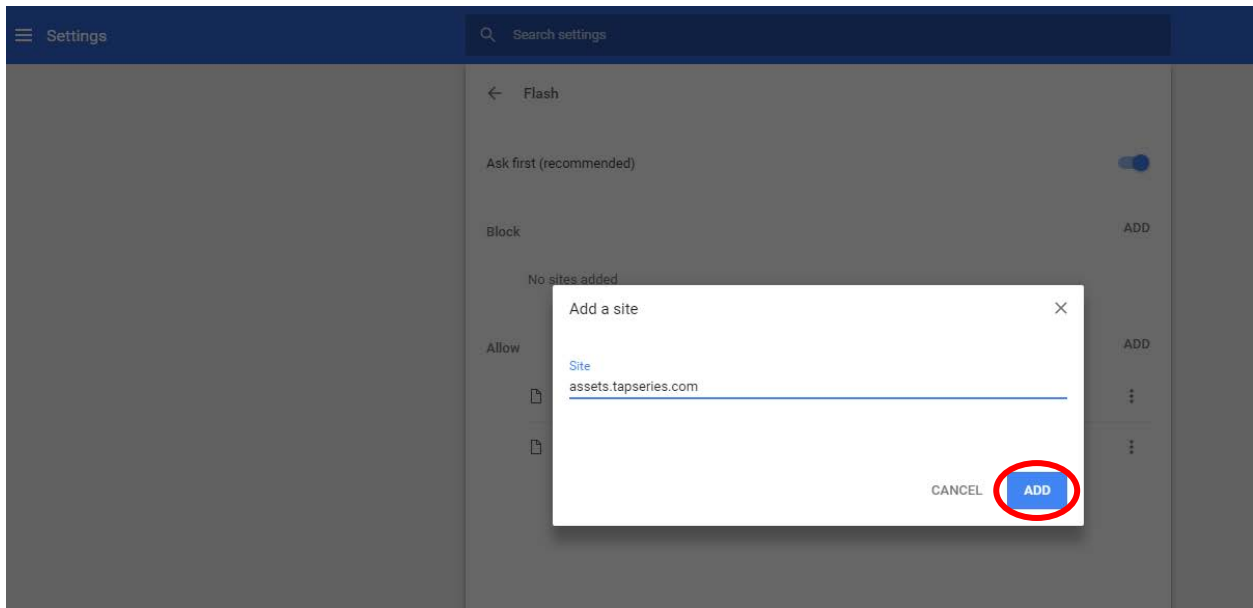 Settings
Search settings
Flash
Ask first (recommended)
Block
ADD
No sites added
Allow
ADD
Add a site
Site
assets.tapseries.com
CANCEL
ADD